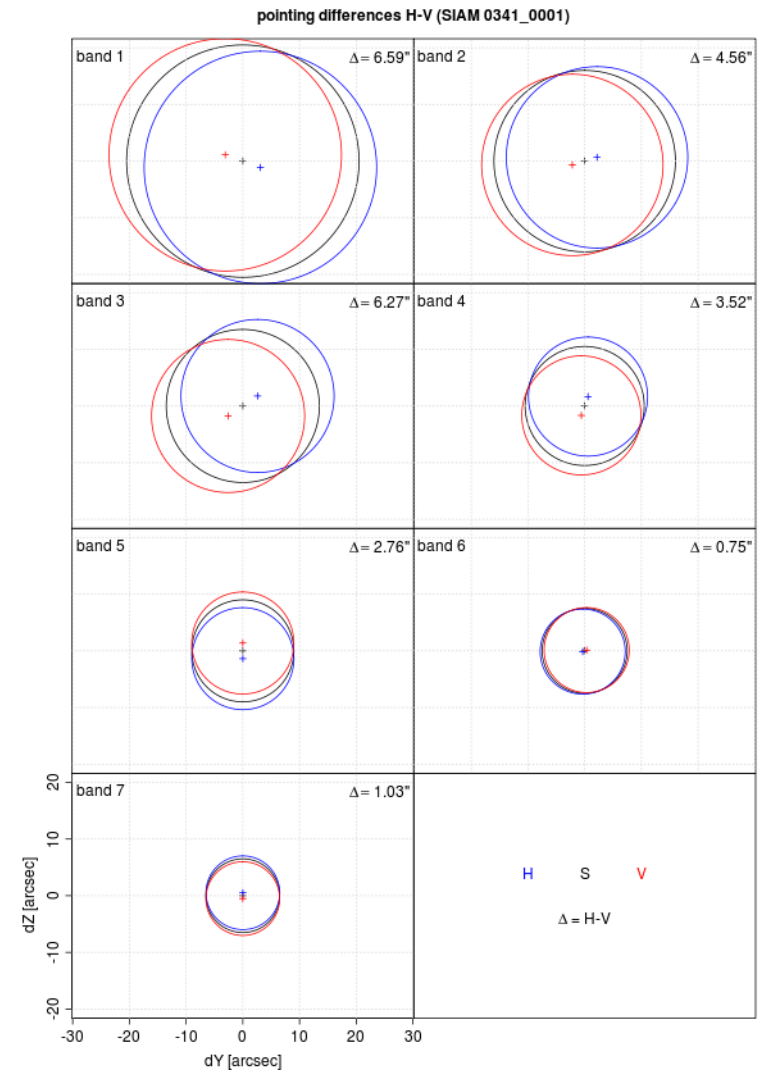 pointing differences H-V (SIAM 0341_0001)
band 1
Δ = 6.59"
band 2
Δ = 4.56"
band 3
Δ = 6.27"
band 4
Δ = 3.52"
band 5
Δ = 2.76"
band 6
Δ = 0.75"
band 7
Δ = 1.03"
20
10
0
-10
-20
dZ [arcsec]
H S V
Δ = H-V
-30 -20 -10 0 10 20 30
dY [arcsec]